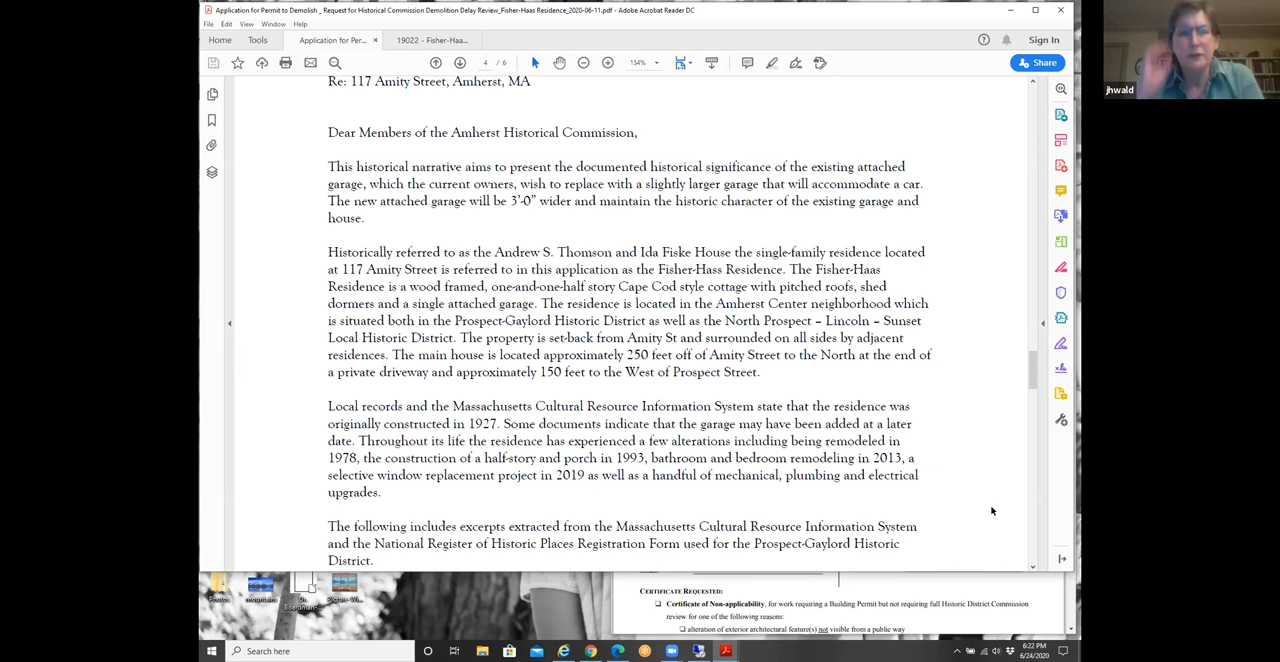 Application for Permit to Demolish _ Request for Historical Commission Demolition Delay Review_Fisher-Haas Residence_2020-06-11.pdf - Adobe Acrobat Reader DC
File Edit View Window Help
Home Tools Application for Per... × 19022 - Fisher-Haa... Sign In
4 / 6 154% Share
jhwald
Re: 117 Amity Street, Amherst, MA
Dear Members of the Amherst Historical Commission,
This historical narrative aims to present the documented historical significance of the existing attached
garage, which the current owners, wish to replace with a slightly larger garage that will accommodate a car.
The new attached garage will be 3'-0" wider and maintain the historic character of the existing garage and
house.
Historically referred to as the Andrew S. Thomson and Ida Fiske House the single-family residence located
at 117 Amity Street is referred to in this application as the Fisher-Hass Residence. The Fisher-Haas
Residence is a wood framed, one-and-one-half story Cape Cod style cottage with pitched roofs, shed
dormers and a single attached garage. The residence is located in the Amherst Center neighborhood which
is situated both in the Prospect-Gaylord Historic District as well as the North Prospect – Lincoln – Sunset
Local Historic District. The property is set-back from Amity St and surrounded on all sides by adjacent
residences. The main house is located approximately 250 feet off of Amity Street to the North at the end of
a private driveway and approximately 150 feet to the West of Prospect Street.
Local records and the Massachusetts Cultural Resource Information System state that the residence was
originally constructed in 1927. Some documents indicate that the garage may have been added at a later
date. Throughout its life the residence has experienced a few alterations including being remodeled in
1978, the construction of a half-story and porch in 1993, bathroom and bedroom remodeling in 2013, a
selective window replacement project in 2019 as well as a handful of mechanical, plumbing and electrical
upgrades.
The following includes excerpts extracted from the Massachusetts Cultural Resource Information System
and the National Register of Historic Places Registration Form used for the Prospect-Gaylord Historic
District.
Photos mountains Picture
Boardman-...
CERTIFICATE REQUESTED:
Certificate of Non-applicability, for work requiring a Building Permit but not requiring full Historic District Commission
review for one of the following reasons:
alteration of exterior architectural feature(s) not visible from a public way
Search here
6:22 PM
6/24/2020